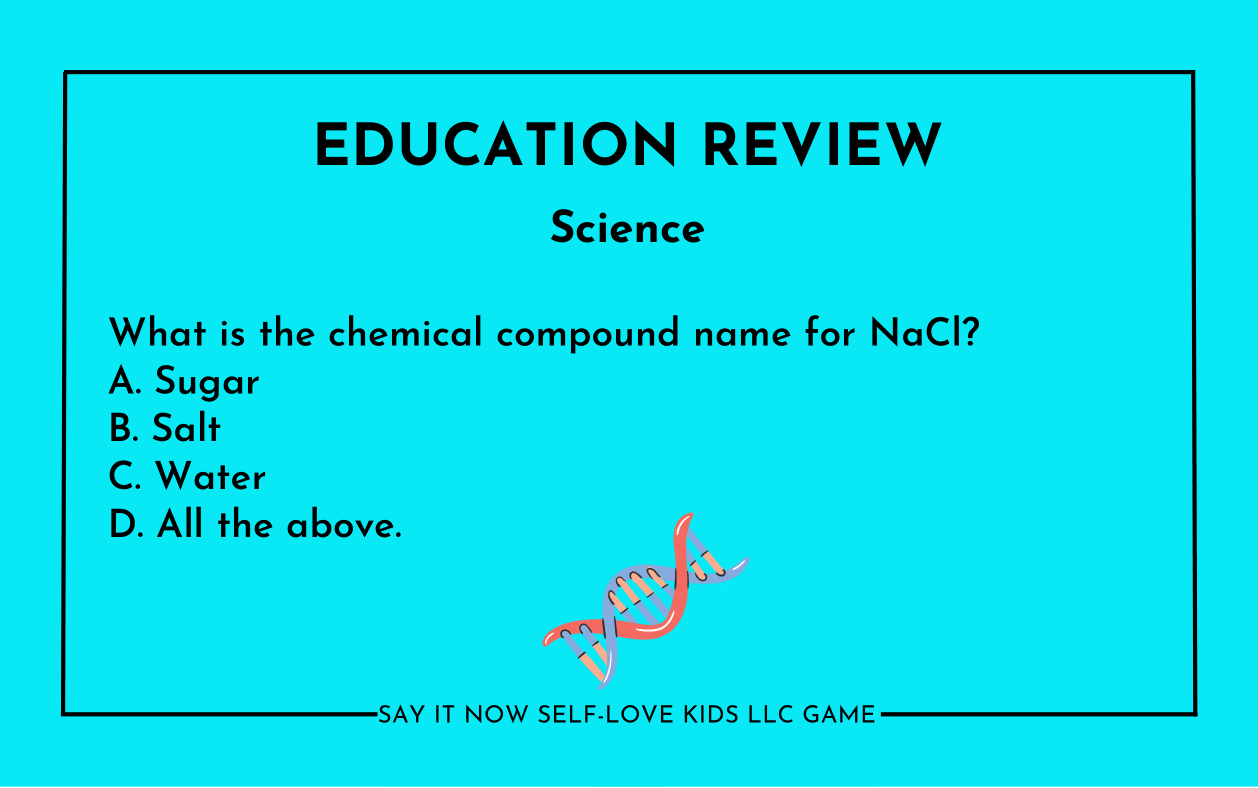 EDUCATION REVIEW
Science
What is the chemical compound name for NaCl?
A. Sugar
B. Salt
C. Water
D. All the above.
SAY IT NOW SELF-LOVE KIDS LLC GAME